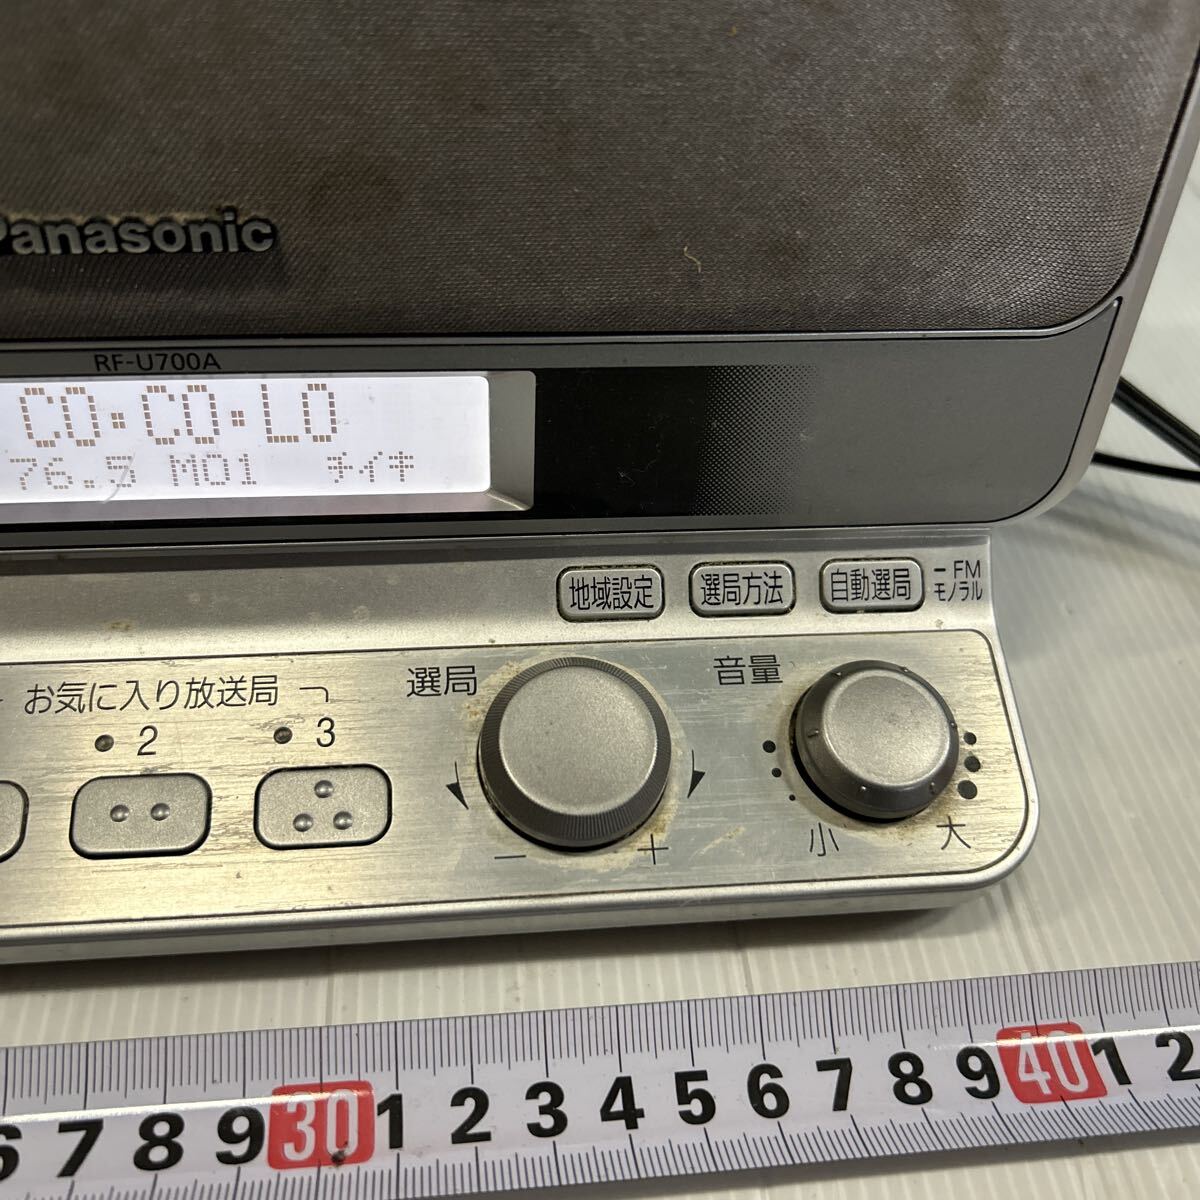 Panasonic
RF-U700A
CO・CO・LO
76.5 M01 チイキ
地域設定
選局方法
自動選局
FM
モノラル
お気に入り放送局
2
3
選局
− +
音量
小 大
6 7 8 9 30 1 2 3 4 5 6 7 8 9 40 1 2